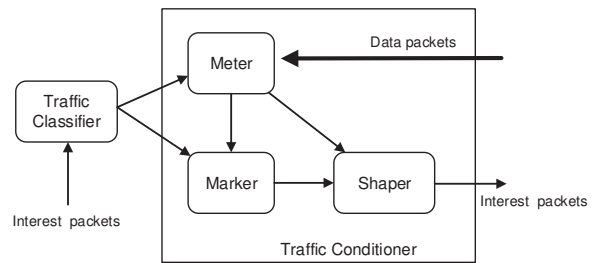 Data packets
Meter
Traffic
Classifier
Marker
Shaper
Interest packets
Interest packets
Traffic Conditioner